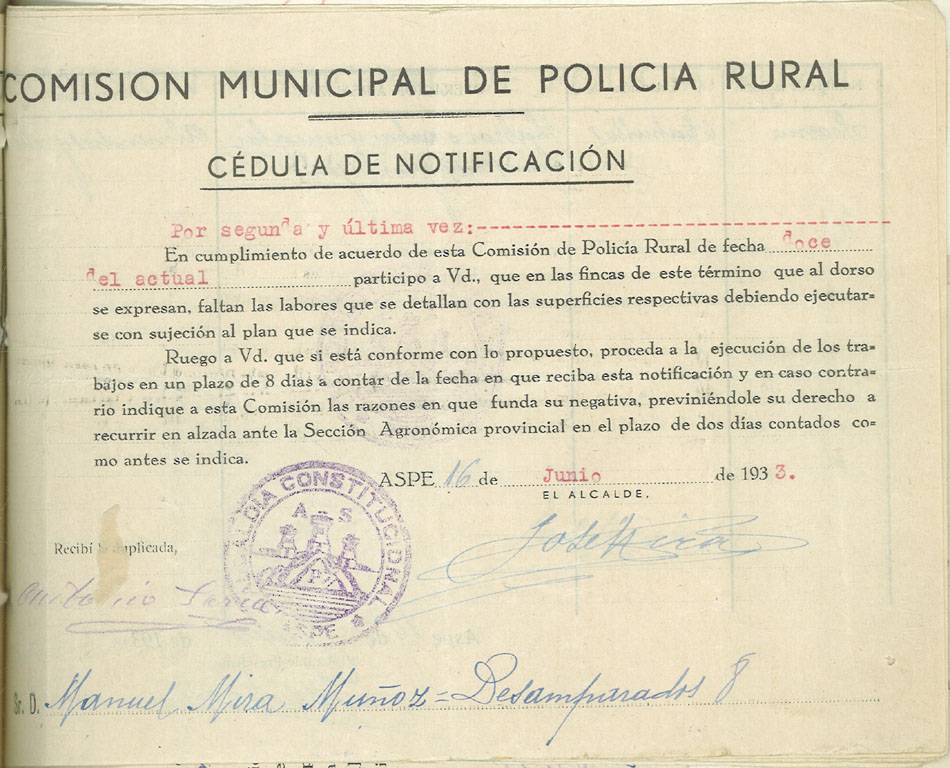 COMISION MUNICIPAL DE POLICIA RURAL
CÉDULA DE NOTIFICACIÓN
Por segunda y última vez:-
En cumplimiento de acuerdo de esta Comisión de Policía Rural de fecha doce
del actual participo a Vd., que en las fincas de este término que al dorso
se expresan, faltan las labores que se detallan con las superficies respectivas debiendo ejecutar=
se con sujeción al plan que se indica.
Ruego a Vd. que si está conforme con lo propuesto, proceda a la ejecución de los tra=
bajos en un plazo de 8 días a contar de la fecha en que reciba esta notificación y en caso contra=
rio indique a esta Comisión las razones en que funda su negativa, previniéndole su derecho a
recurrir en alzada ante la Sección Agronómica provincial en el plazo de dos días contados co=
mo antes se indica.
ASPE 16 de Junio de 1933.
EL ALCALDE,
ALCALDIA CONSTITUCIONAL
A S
ASPE
José Mira
Recibí duplicada,
Sr. D. Manuel Mira Muñoz = Desamparados 8